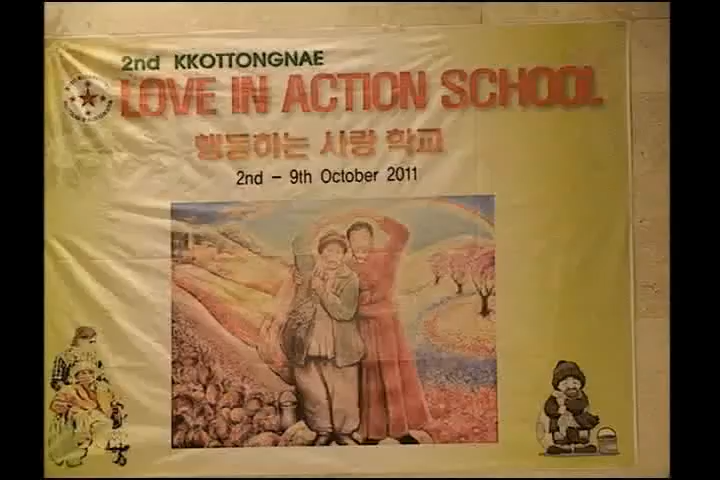 2nd KKOTTONGNAE
LOVE IN ACTION SCHOOL
행동하는 사랑 학교
2nd - 9th October 2011